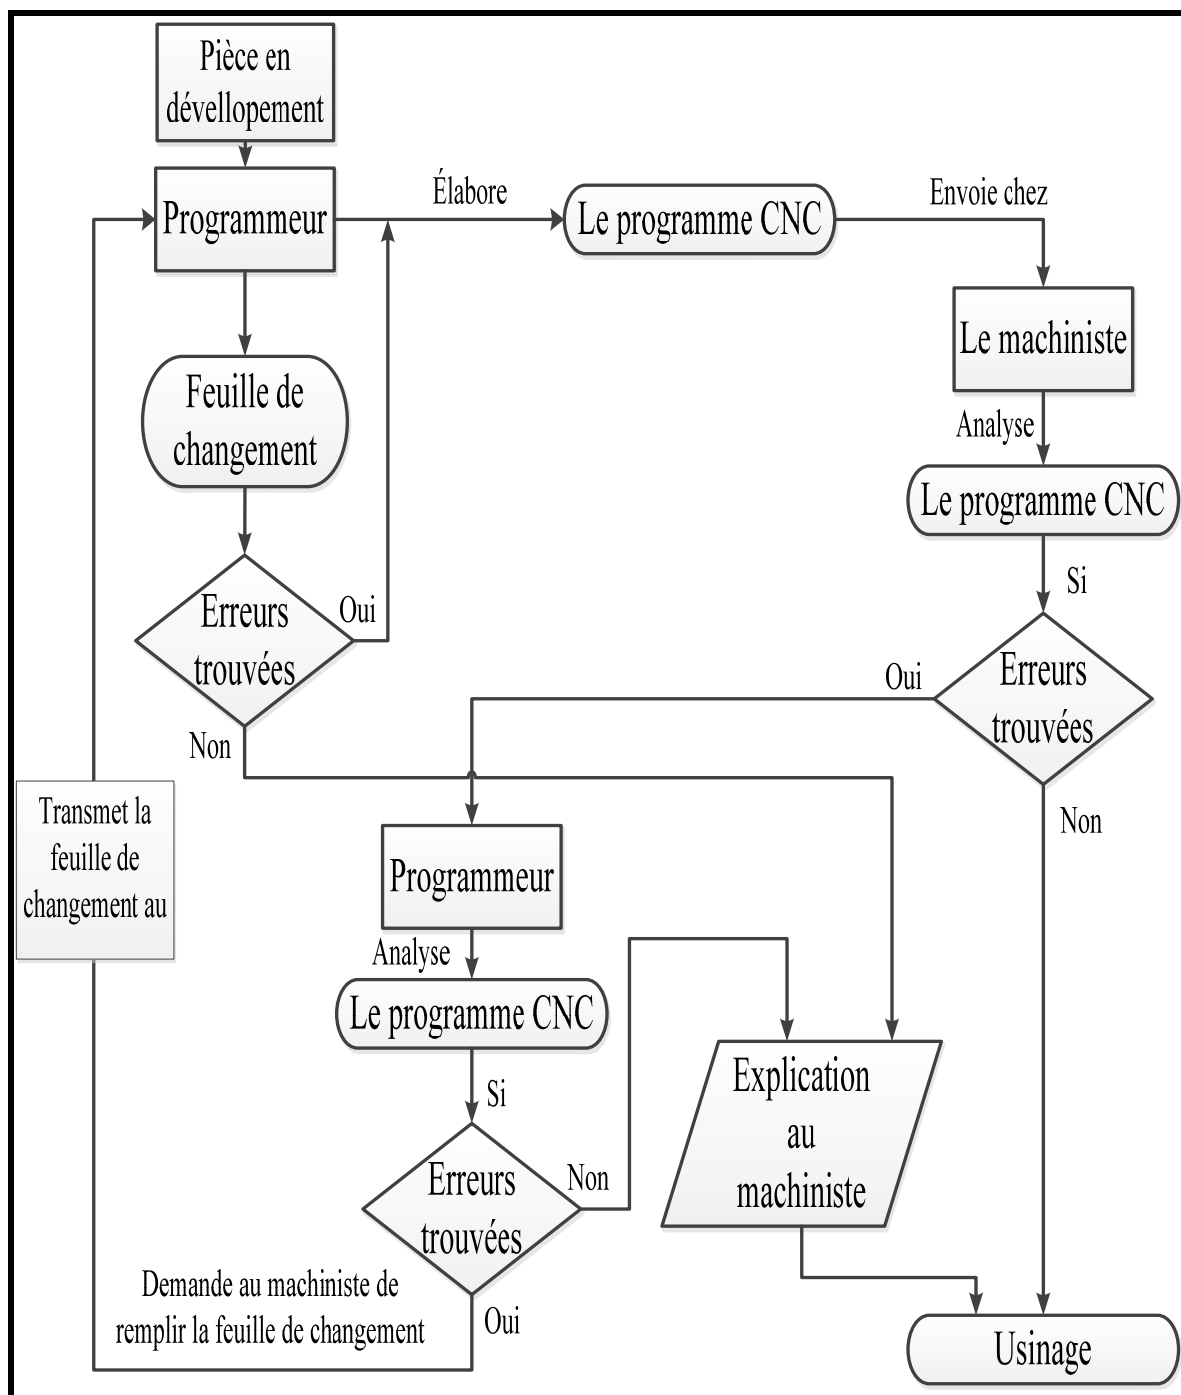 Pièce en
dévellopement
Programmeur
Élabore
Le programme CNC
Envoie chez
Le machiniste
Analyse
Le programme CNC
Si
Erreurs
trouvées
Oui
Non
Feuille de
changement
Erreurs
trouvées
Oui
Non
Transmet la
feuille de
changement au
Programmeur
Analyse
Le programme CNC
Si
Erreurs
trouvées
Non
Oui
Demande au machiniste de
remplir la feuille de changement
Explication
au
machiniste
Usinage